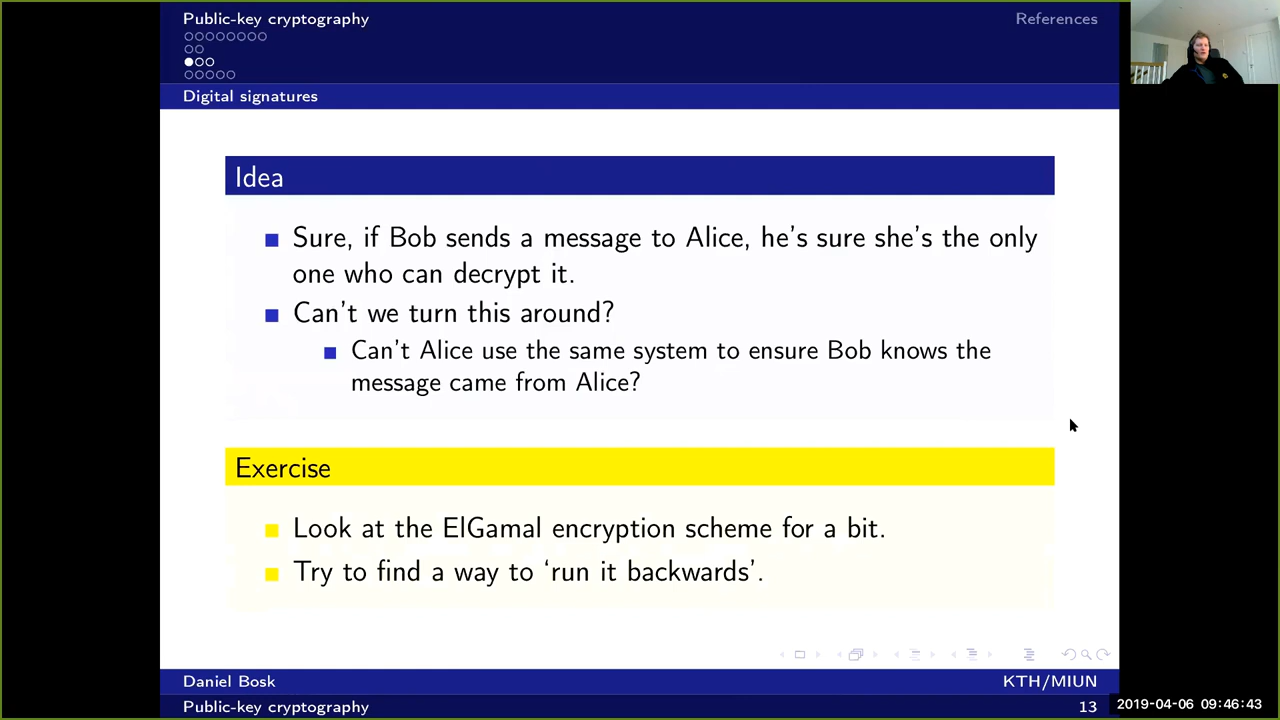 Public-key cryptography
References
Digital signatures
Idea
Sure, if Bob sends a message to Alice, he's sure she's the only
one who can decrypt it.
Can't we turn this around?
Can't Alice use the same system to ensure Bob knows the
message came from Alice?
Exercise
Look at the ElGamal encryption scheme for a bit.
Try to find a way to ‘run it backwards’.
Daniel Bosk
KTH/MIUN
Public-key cryptography
13
2019-04-06 09:46:43